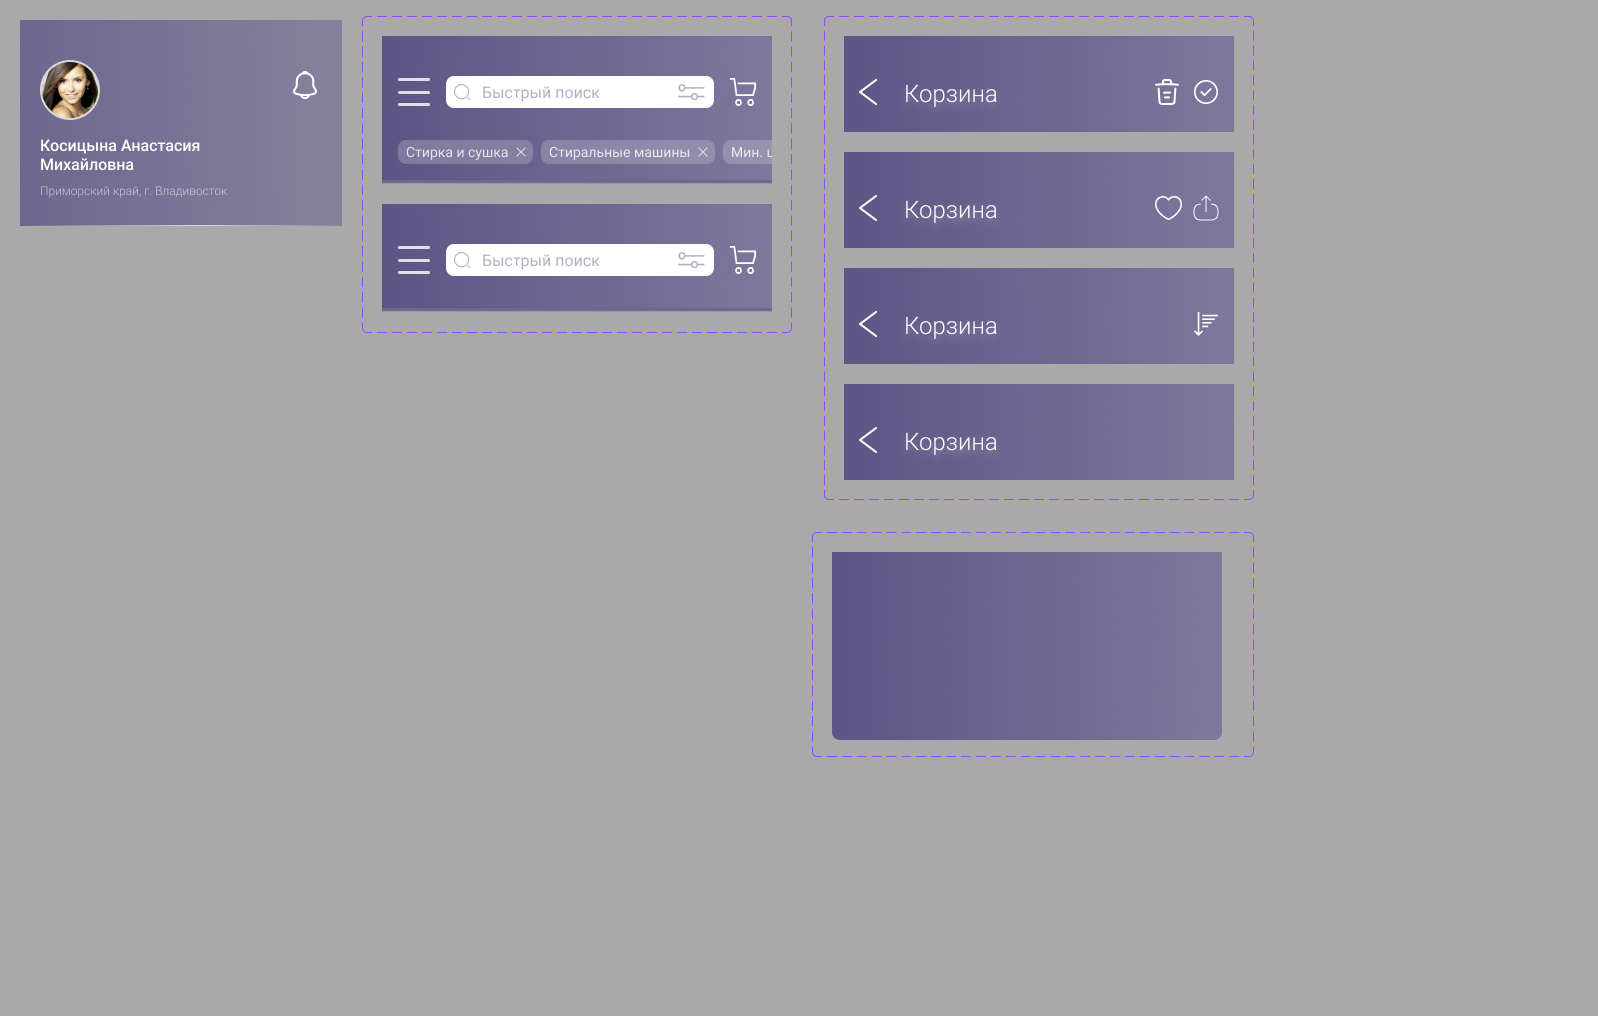 Косицына Анастасия
Михайловна
Приморский край, г. Владивосток
Быстрый поиск
Стирка и сушка
Стиральные машины
Мин.
Быстрый поиск
Корзина
Корзина
Корзина
Корзина